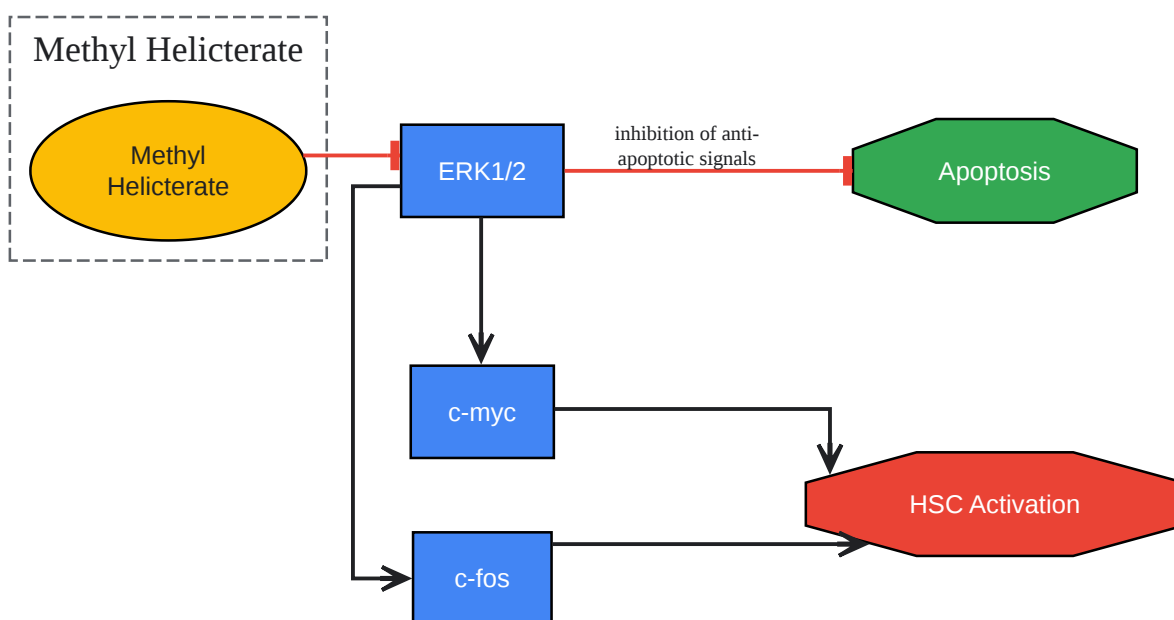 Methyl Helicterate
Methyl
Helicterate
ERK1/2
inhibition of anti-
apoptotic signals
Apoptosis
c-myc
HSC Activation
c-fos